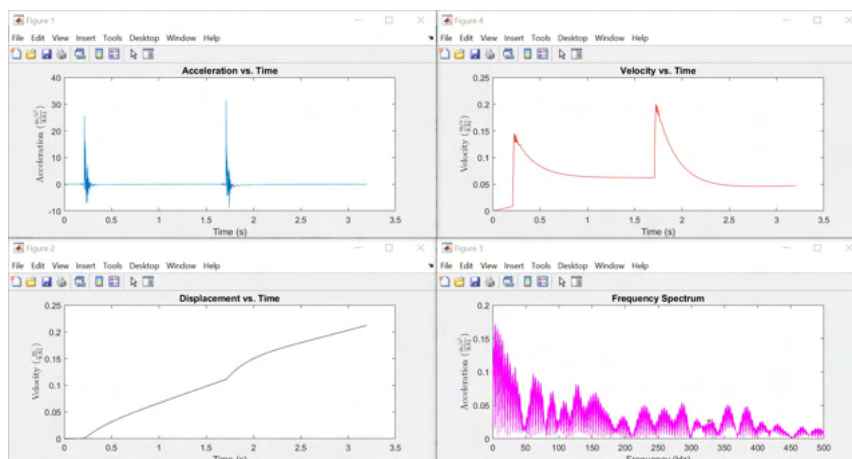 Figure 1
File Edit View Insert Tools Desktop Window Help
Acceleration vs. Time
40
30
20
10
0
-10
0 0.5 1 1.5 2 2.5 3 3.5
Time (s)
Acceleration
Figure 4
File Edit View Insert Tools Desktop Window Help
Velocity vs. Time
0.25
0.2
0.15
0.1
0.05
0
0 0.5 1 1.5 2 2.5 3 3.5
Time (s)
Velocity
Figure 2
File Edit View Insert Tools Desktop Window Help
Displacement vs. Time
0.25
0.2
0.15
0.1
0.05
0
0 0.5 1 1.5 2 2.5 3 3.5
Time (s)
Velocity
Figure 3
File Edit View Insert Tools Desktop Window Help
Frequency Spectrum
0.2
0.15
0.1
0.05
0
0 50 100 150 200 250 300 350 400 450 500
Frequency (Hz)
Acceleration